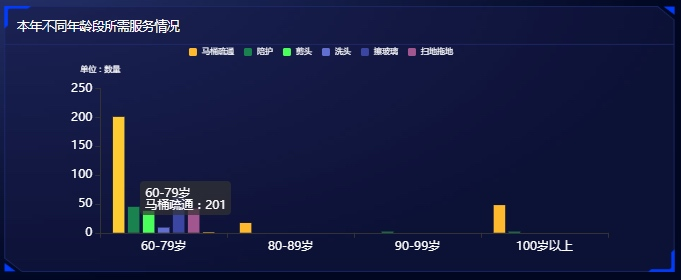 本年不同年龄段所需服务情况
马桶疏通 陪护 剪头 洗头 擦玻璃 扫地拖地
单位：数量
250
200
150
100
50
0
60-79岁
马桶疏通：201
60-79岁 80-89岁 90-99岁 100岁以上